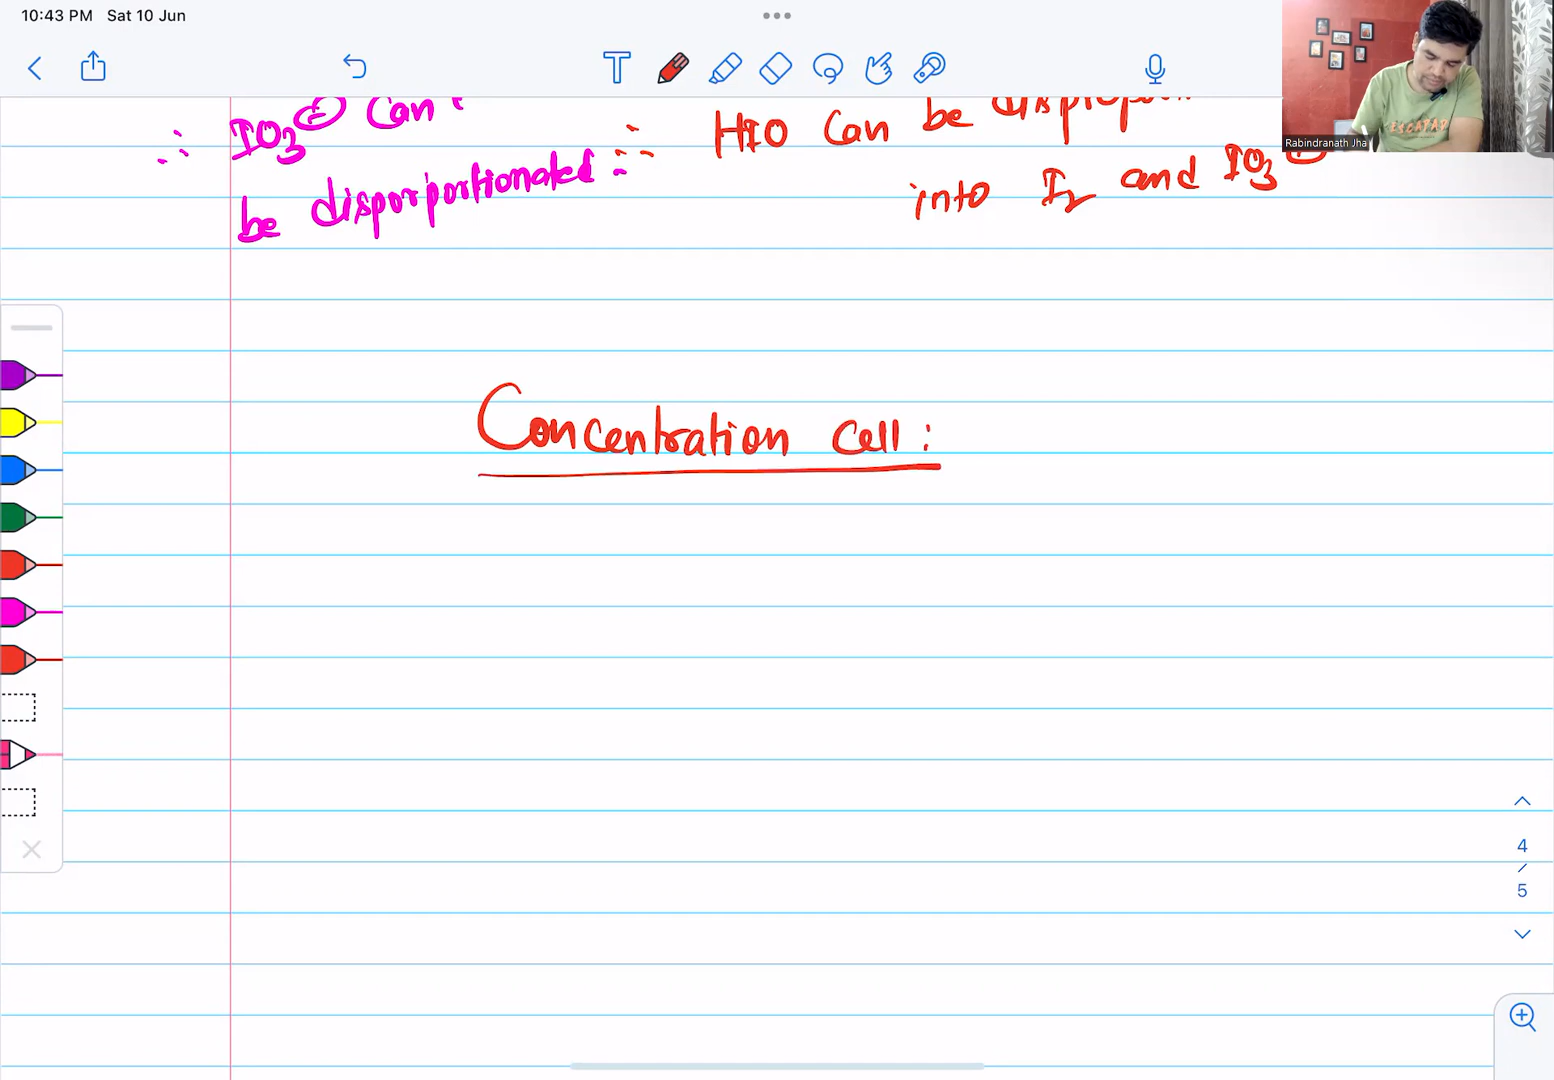 10:43 PM Sat 10 Jun
∴ IO3⊖ Can
be disporportionated
∴ HIO Can be
into I2 and IO3
Rabindranath Jha
Concentration Cell :
4
/
5